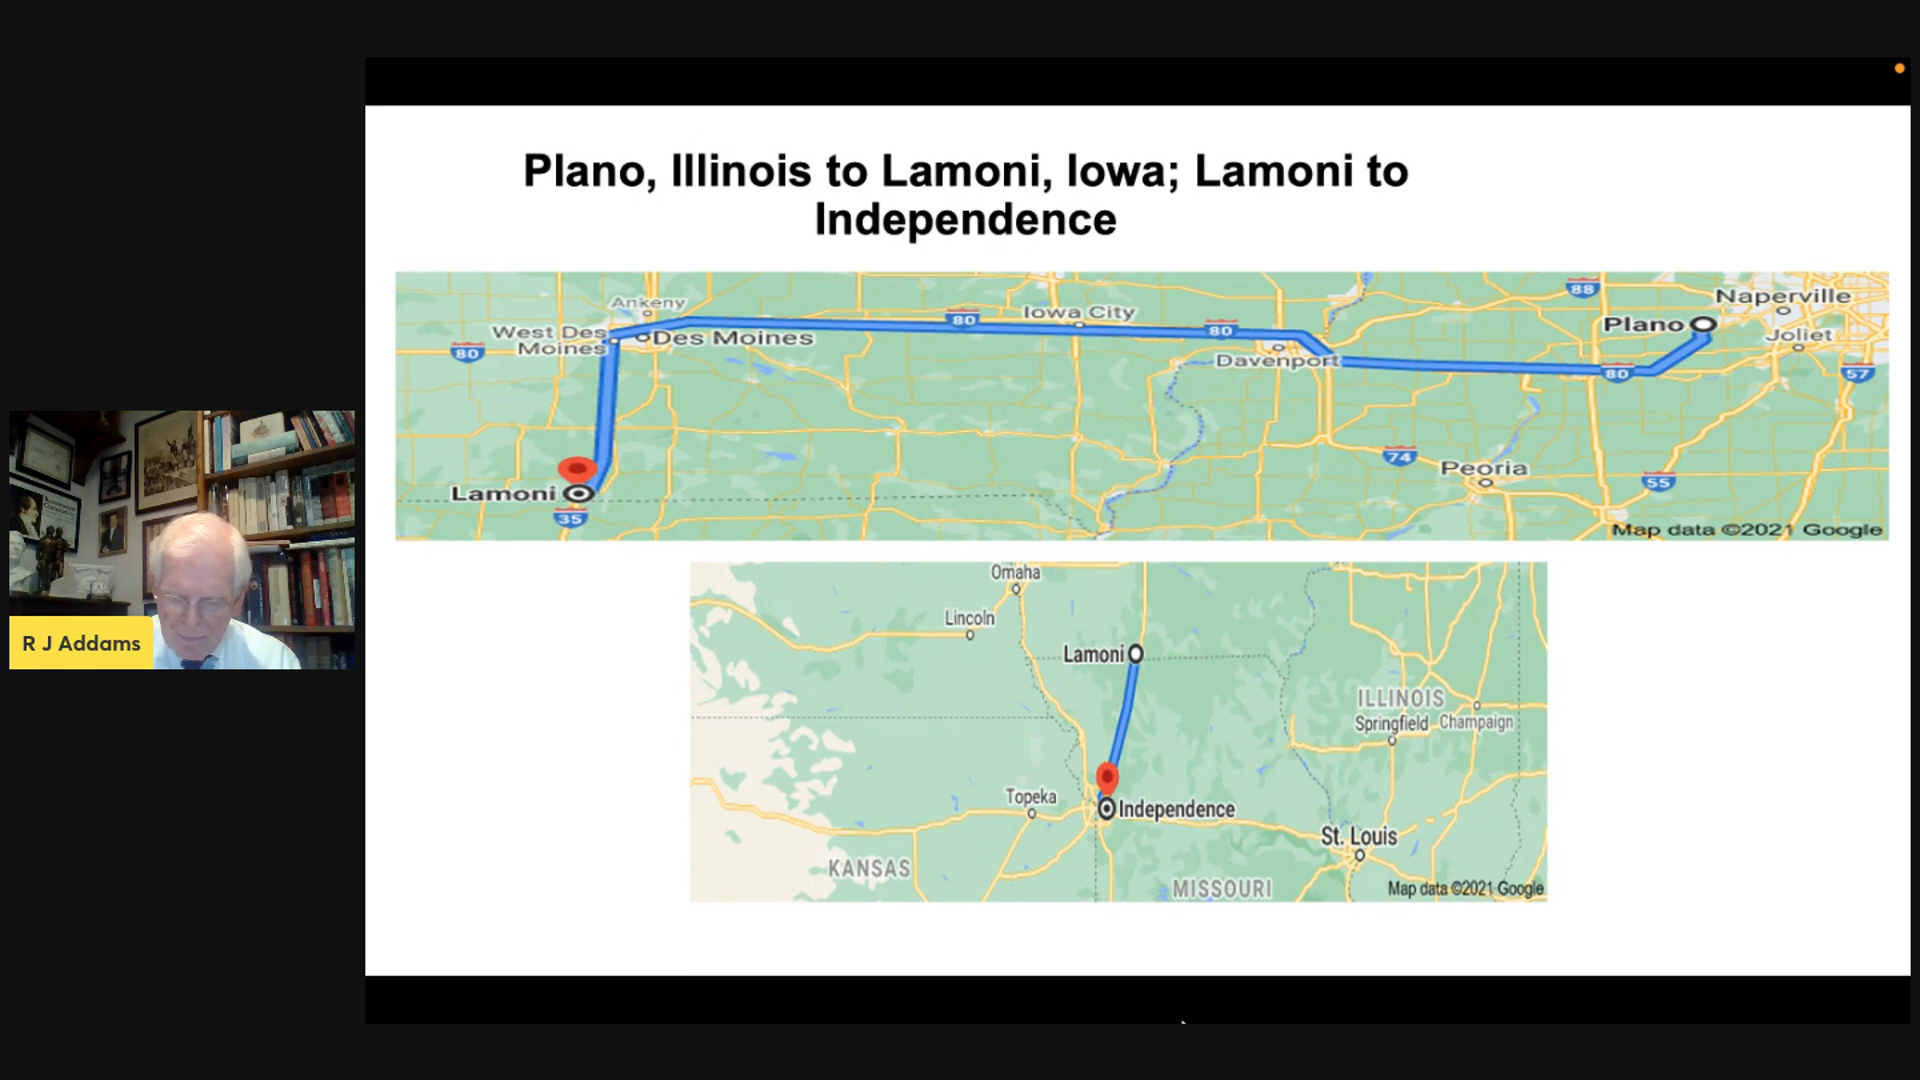 Plano, Illinois to Lamoni, Iowa; Lamoni to
Independence
Ankeny
West Des
Moines
Des Moines
80
80
Iowa City
80
Davenport
88
Naperville
Plano
Joliet
80
57
74
Peoria
55
Lamoni
35
Map data ©2021 Google
Omaha
Lincoln
Lamoni
ILLINOIS
Springfield
Champaign
Topeka
Independence
St. Louis
KANSAS
MISSOURI
Map data ©2021 Google
R J Addams